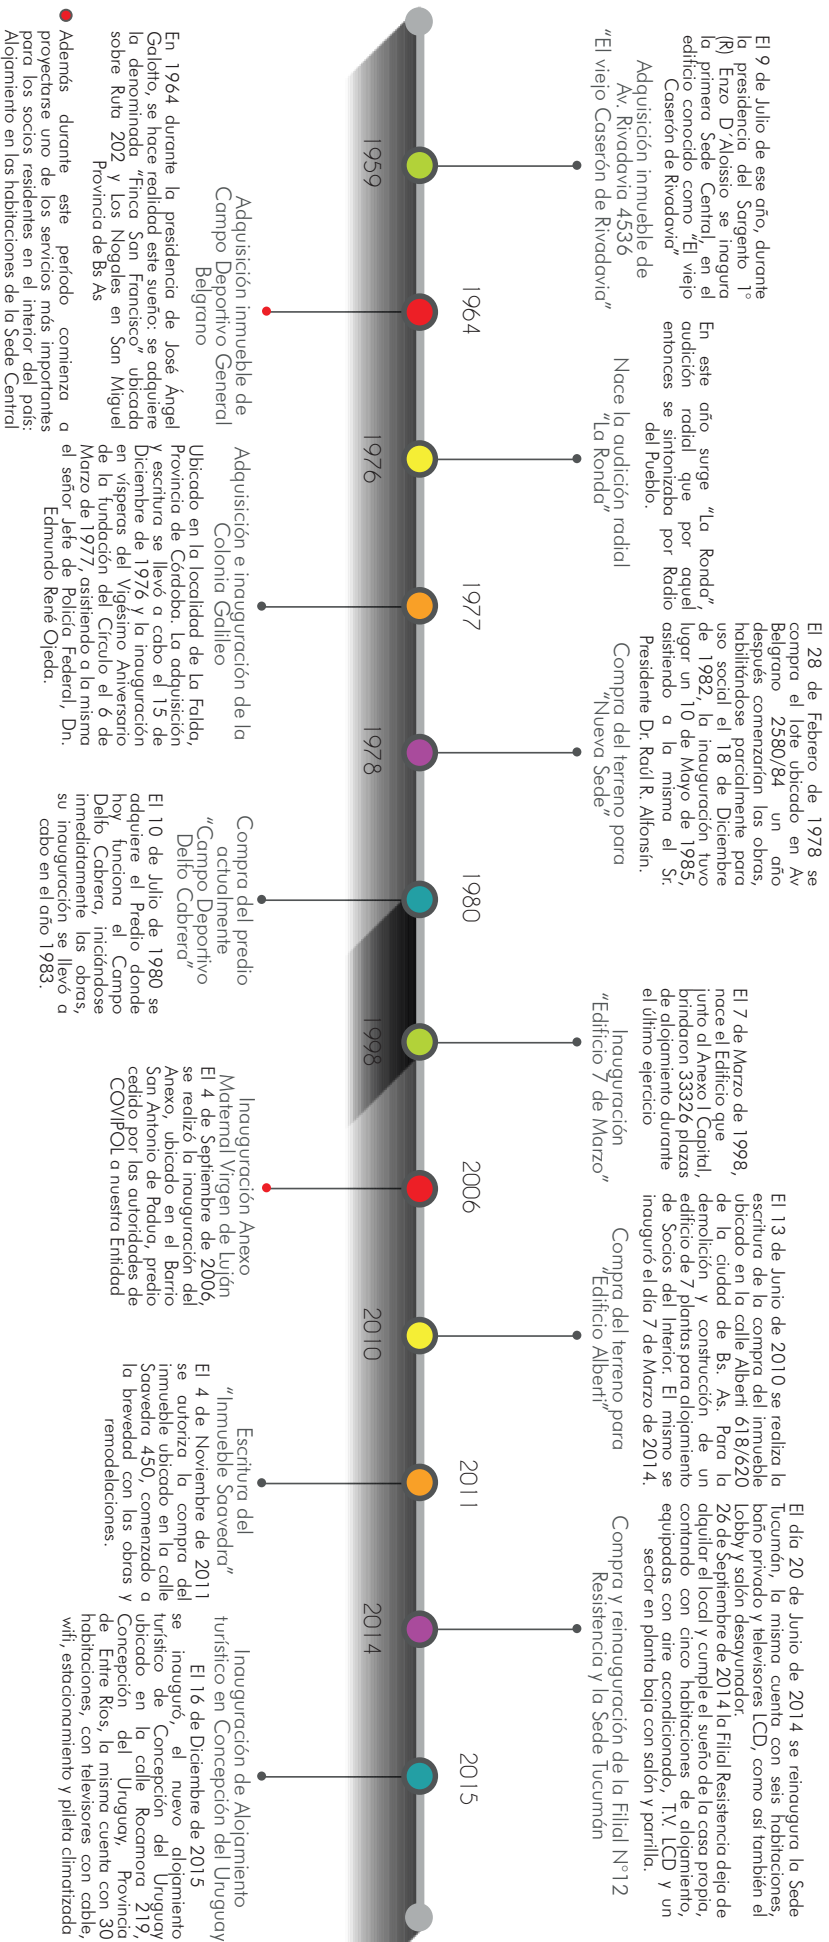 El 9 de Julio de ese año, durante
la presidencia del Sargento 1°
(R) Enzo D´Aloissio se inagura
la primera Sede Central, en el
edificio conocido como "El viejo
Caserón de Rivadavia"
Adquisición inmueble de
Av. Rivadavia 4536
"El viejo Caserón de Rivadavia"
1959
1964
Adquisición inmueble de
Campo Deportivo General
Belgrano
En 1964 durante la presidencia de José Ángel
Galotto, se hace realidad este sueño: se adquiere
la denominada "Finca San Francisco" ubicada
sobre Ruta 202 y Los Nogales en San Miguel
Provincia de Bs As
Además durante este período comienza a
proyectarse uno de los servicios más importantes
para los socios residentes en el interior del país:
Alojamiento en las habitaciones de la Sede Central
En este año surge "La Ronda",
audición radial que por aquel
entonces se sintonizaba por Radio
del Pueblo.
Nace la audición radial
"La Ronda"
1976
1977
Adquisición e inauguración de la
Colonia Galileo
Ubicado en la localidad de La Falda,
Provincia de Córdoba. La adquisición
y escritura se llevó a cabo el 15 de
Diciembre de 1976 y la inauguración
en vísperas del Vigésimo Aniversario
de la fundación del Círculo el 6 de
Marzo de 1977, asistiendo a la misma
el señor Jefe de Policía Federal, Dn.
Edmundo René Ojeda.
El 28 de Febrero de 1978 se
compra el lote ubicado en Av
Belgrano 2580/84 un año
después comenzarían las obras,
habilitándose parcialmente para
uso social el 18 de Diciembre
de 1982, la inauguración tuvo
lugar un 10 de Mayo de 1985,
asistiendo a la misma el Sr.
Presidente Dr. Raúl R. Alfonsín.
Compra del terreno para
"Nueva Sede"
1978
1980
Compra del predio
actualmente
"Campo Deportivo
Delfo Cabrera"
El 10 de Julio de 1980 se
adquiere el Predio donde
hoy funciona el Campo
Delfo Cabrera, iniciándose
inmediatamente las obras,
su inauguración se llevó a
cabo en el año 1983.
El 7 de Marzo de 1998,
nace el Edificio que
junto al Anexo I Capital,
brindaron 33326 plazas
de alojamiento durante
el último ejercicio
Inauguración
"Edificio 7 de Marzo"
1998
2006
Inauguración Anexo
Maternal Virgen de Luján
El 4 de Septiembre de 2006,
se realizó la inauguración del
Anexo, ubicado en el Barrio
San Antonio de Padua, predio
cedido por las autoridades de
COVIPOL a nuestra Entidad
El 13 de Junio de 2010 se realiza la
escritura de la compra del inmueble
ubicado en la calle Alberti 618/620
de la ciudad de Bs. As. Para la
demolición y construcción de un
edificio de 7 plantas para alojamiento
de Socios del Interior. El mismo se
inauguró el día 7 de Marzo de 2014.
Compra del terreno para
"Edificio Alberti"
2010
2011
Escritura del
"Inmueble Saavedra"
El 4 de Noviembre de 2011
se autoriza la compra del
inmueble ubicado en la calle
Saavedra 450, comenzado a
la brevedad con las obras y
remodelaciones.
El día 20 de Junio de 2014 se reinaugura la Sede
Tucumán, la misma cuenta con seis habitaciones,
baño privado y televisores LCD, como así también el
Lobby y salón desayunador.
26 de Septiembre de 2014 la Filial Resistencia deja de
alquilar el local y cumple el sueño de la casa propia,
contando con cinco habitaciones de alojamiento,
equipadas con aire acondicionado, T.V. LCD y un
sector en planta baja con salón y parrilla.
Compra y reinauguración de la Filial N°12
Resistencia y la Sede Tucumán
2014
2015
Inauguración de Alojamiento
turístico en Concepción del Uruguay
El 16 de Diciembre de 2015
se inauguró, el nuevo alojamiento
turístico de Concepción del Uruguay
ubicado en la calle Rocamora 219,
Concepción del Uruguay, Provincia
de Entre Ríos, la misma cuenta con 30
habitaciones, con televisores con cable,
wifi, estacionamiento y pileta climatizada